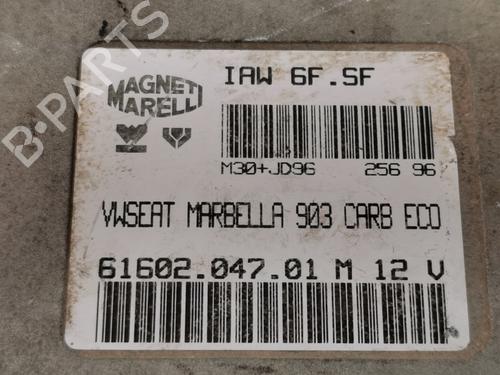 B-PARTS
MAGNETI
MARELLI
IAW 6F.SF
M30+JD96 256 96
VWSEAT MARBELLA 903 CARB ECO
61602.047.01 M 12 V